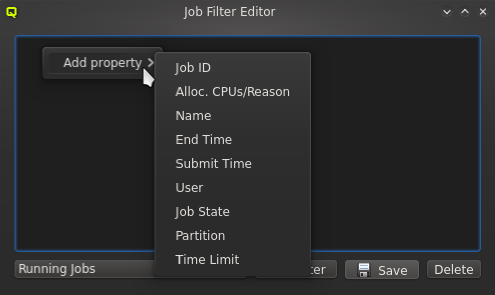 Job Filter Editor
Add property
Job ID
Alloc. CPUs/Reason
Name
End Time
Submit Time
User
Job State
Partition
Time Limit
Running Jobs
Save
Delete